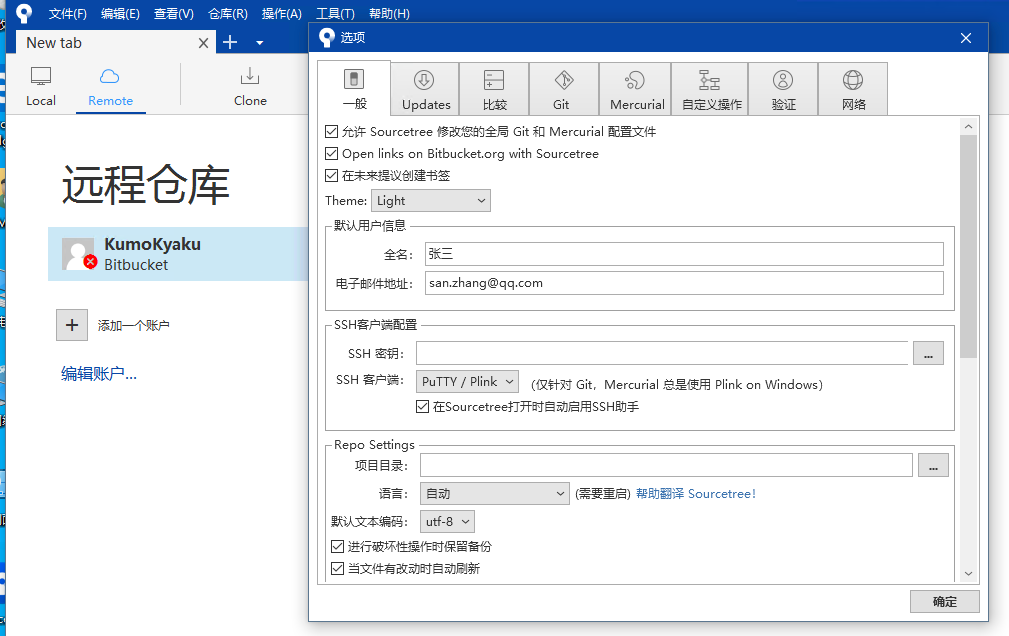 文件(F) 编辑(E) 查看(V) 仓库(R) 操作(A) 工具(T) 帮助(H)
New tab
Local Remote Clone
远程仓库
KumoKyaku
Bitbucket
添加一个账户
编辑账户...
选项
一般 Updates 比较 Git Mercurial 自定义操作 验证 网络
允许 Sourcetree 修改您的全局 Git 和 Mercurial 配置文件
Open links on Bitbucket.org with Sourcetree
在未来提议创建书签
Theme: Light
默认用户信息
全名: 张三
电子邮件地址: san.zhang@qq.com
SSH客户端配置
SSH 密钥: ...
SSH 客户端: PuTTY / Plink (仅针对 Git, Mercurial 总是使用 Plink on Windows)
在Sourcetree打开时自动启用SSH助手
Repo Settings
项目目录: ...
语言: 自动 (需要重启) 帮助翻译 Sourcetree!
默认文本编码: utf-8
进行破坏性操作时保留备份
当文件有改动时自动刷新
确定